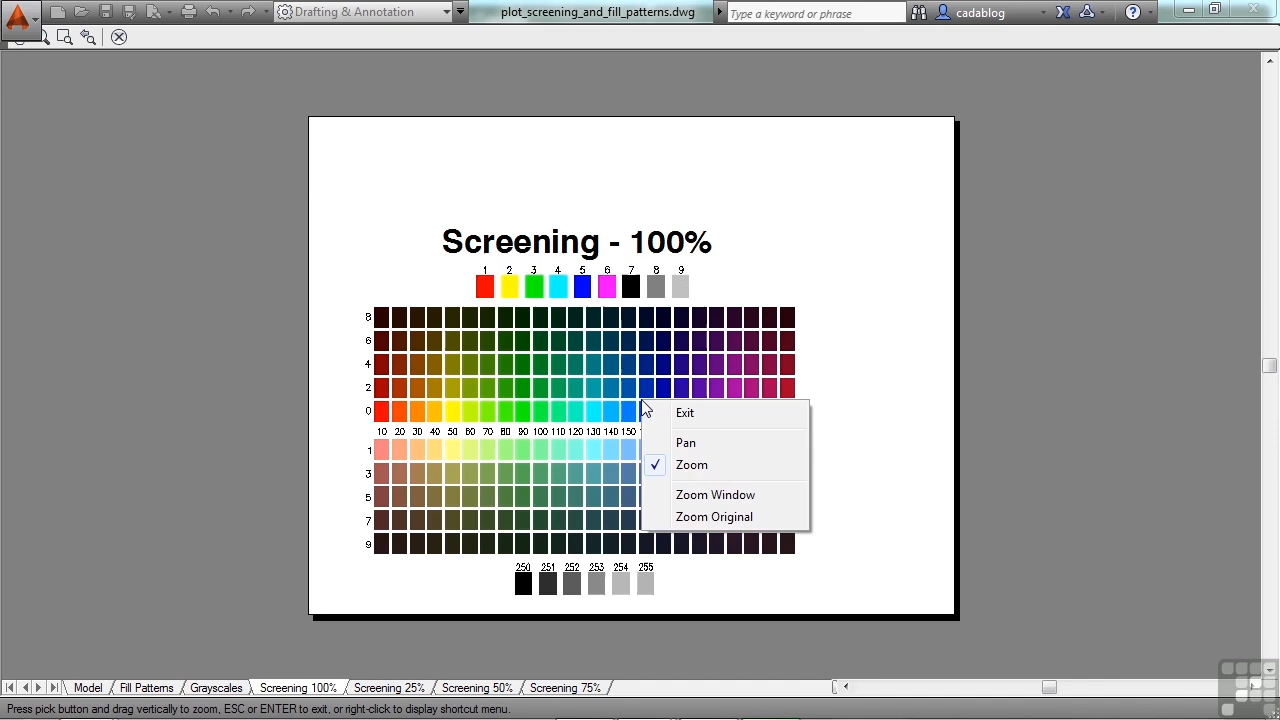 Drafting & Annotation
plot_screening_and_fill_patterns.dwg
Type a keyword or phrase
cadablog
Screening - 100%
1 2 3 4 5 6 7 8 9
8
6
4
2
0
10 20 30 40 50 60 70 80 90 100 110 120 130 140 150
1
3
5
7
9
250 251 252 253 254 255
Exit
Pan
Zoom
Zoom Window
Zoom Original
Model Fill Patterns Grayscales Screening 100% Screening 25% Screening 50% Screening 75%
Press pick button and drag vertically to zoom, ESC or ENTER to exit, or right-click to display shortcut menu.